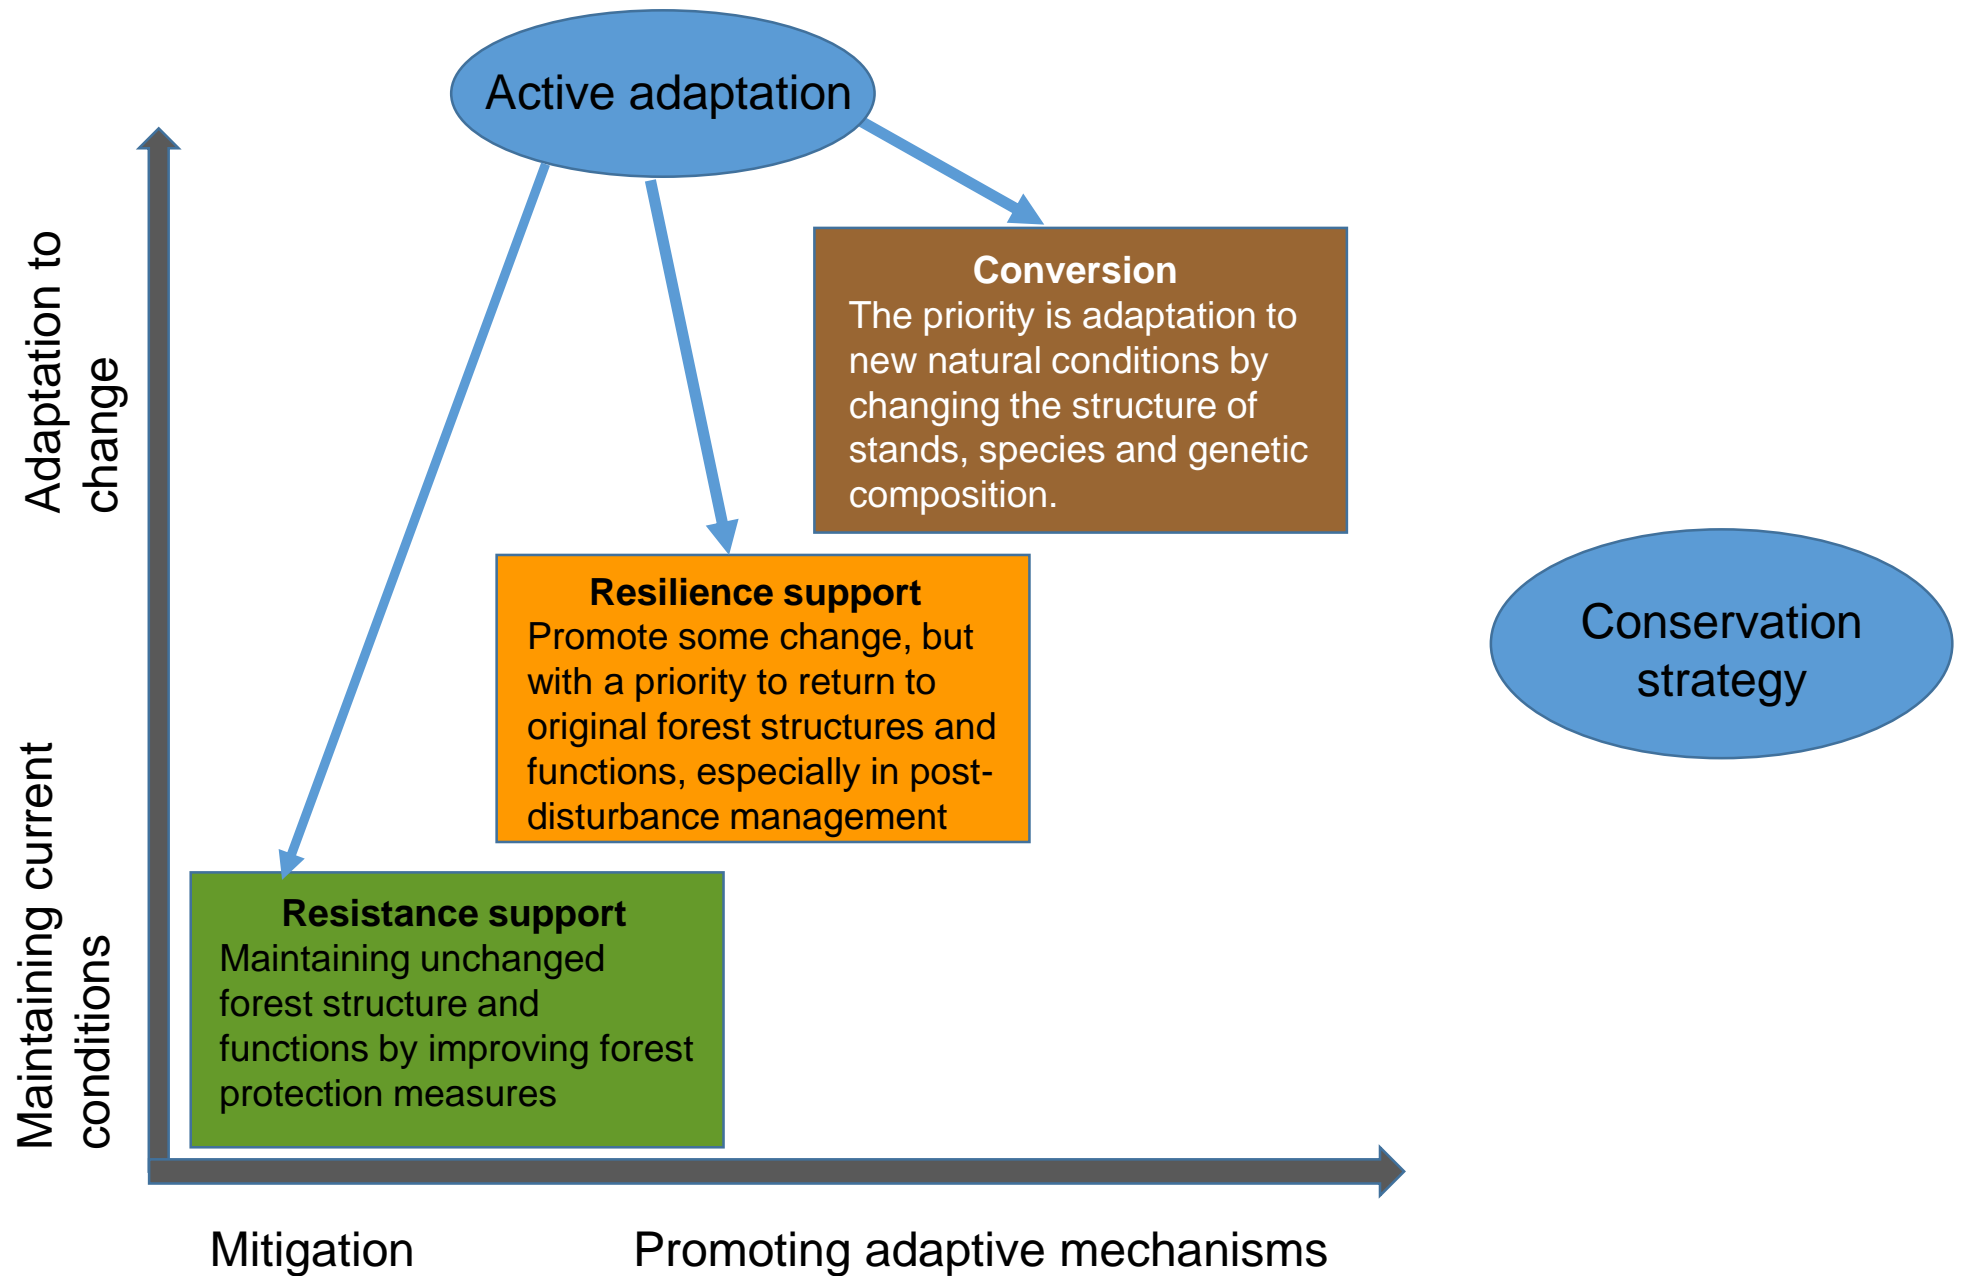 Active adaptation
Adaptation to
change
Conversion
The priority is adaptation to
new natural conditions by
changing the structure of
stands, species and genetic
composition.
Resilience support
Promote some change, but
with a priority to return to
original forest structures and
functions, especially in post-
disturbance management
Conservation
strategy
Maintaining current
conditions
Resistance support
Maintaining unchanged
forest structure and
functions by improving forest
protection measures
Mitigation
Promoting adaptive mechanisms